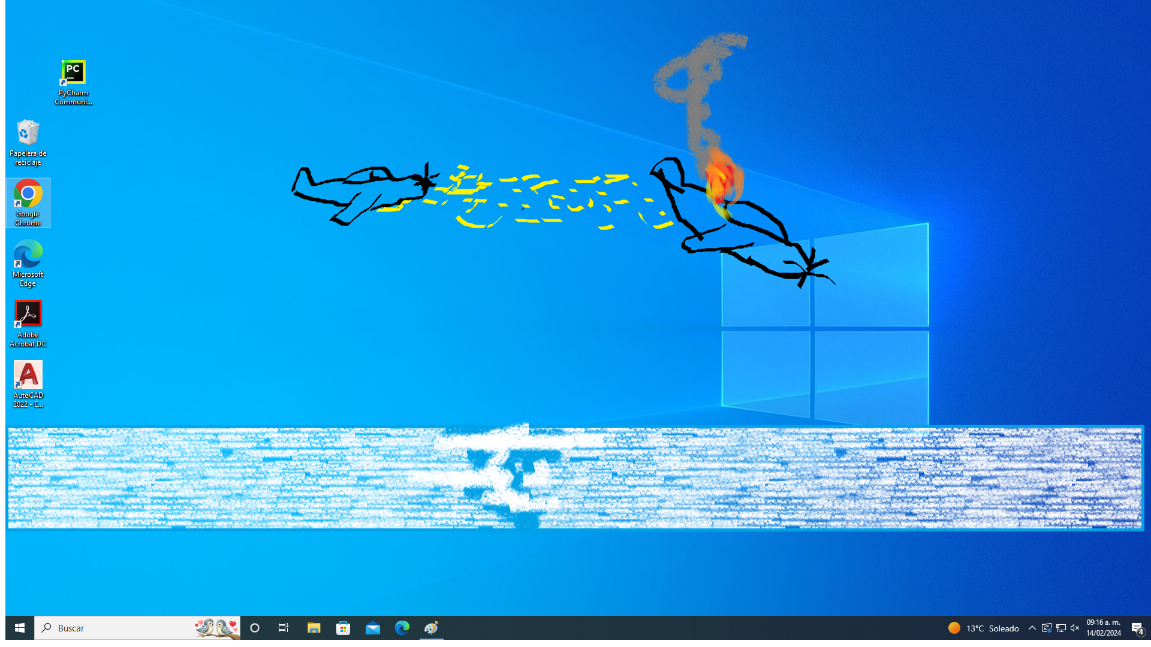 PC
PyCharm
Communi...
Papelera de
reciclaje
Google
Chrome
Microsoft
Edge
Adobe
Acrobat DC
AutoCAD
2022 - E...
Buscar
13°C Soleado
09:16 a. m.
14/02/2024
4